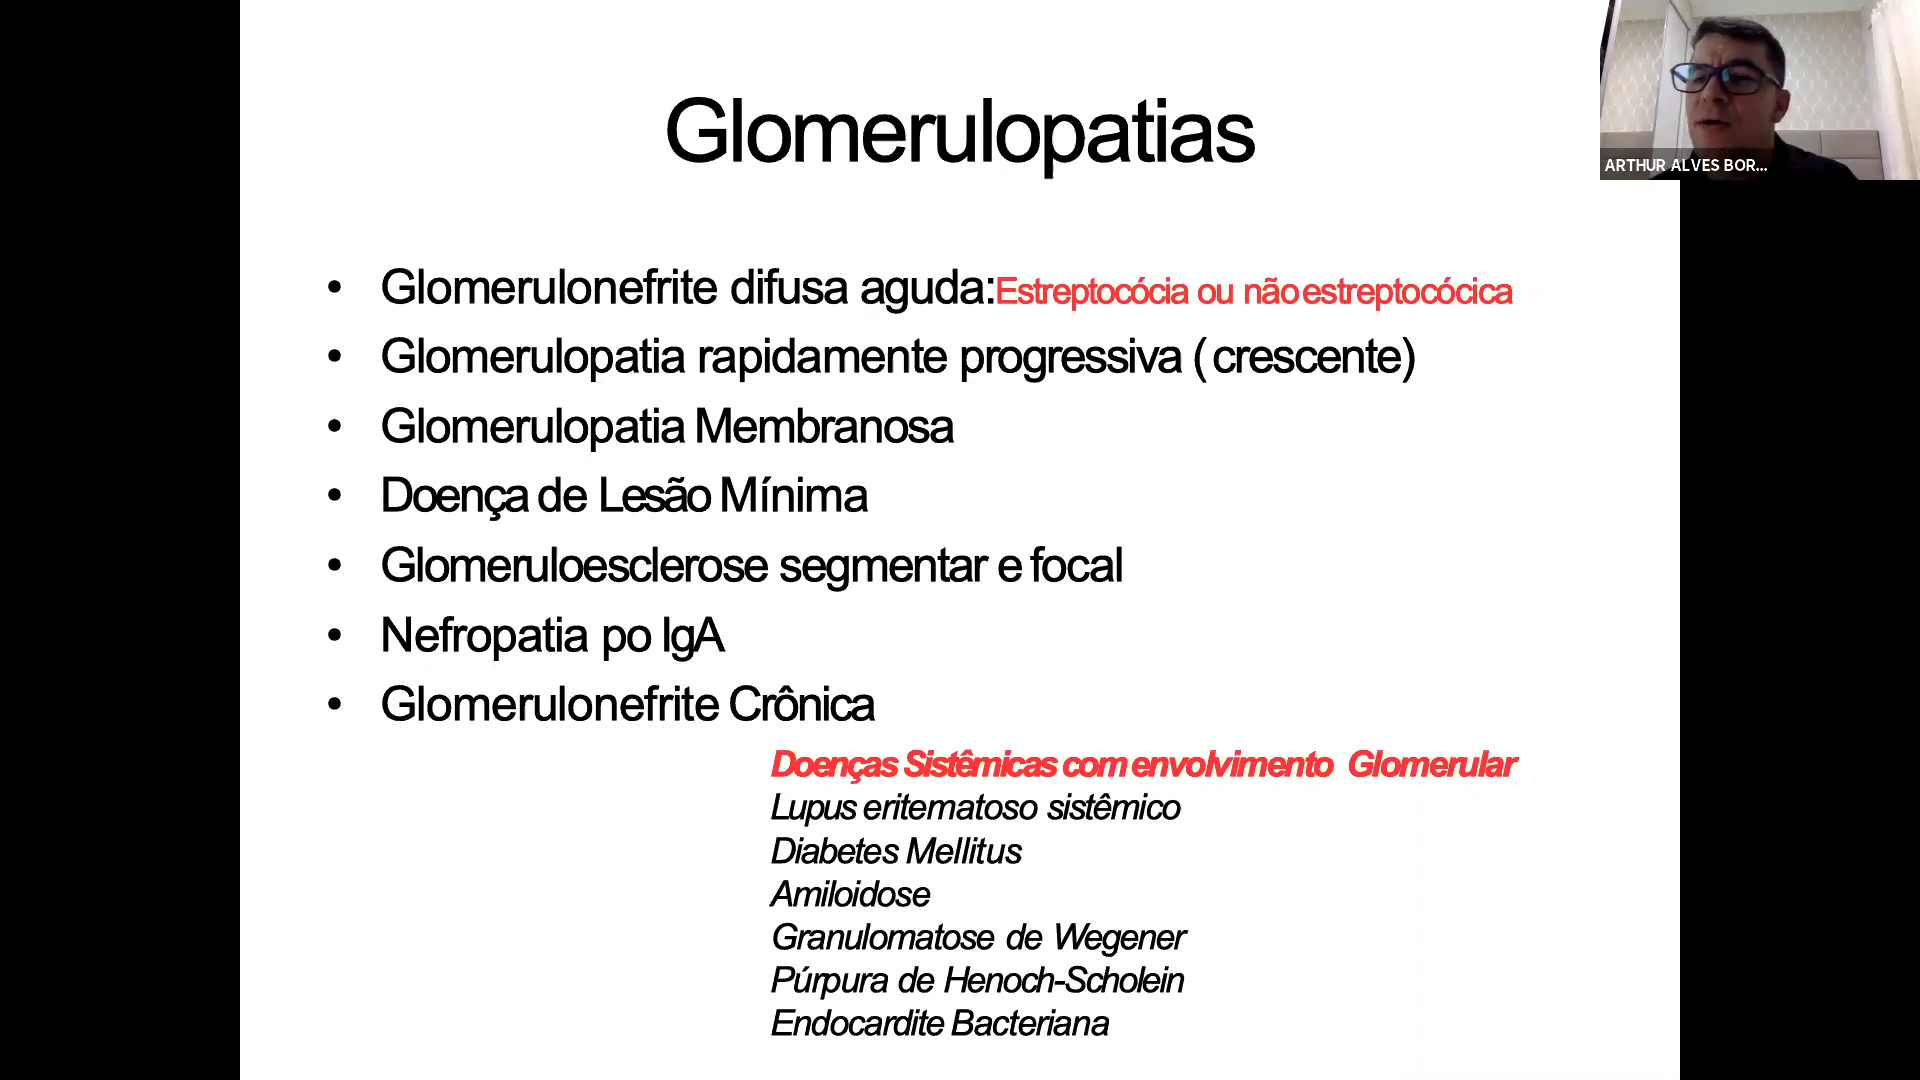 Glomerulopatias
ARTHUR ALVES BOR...
• Glomerulonefrite difusa aguda:Estreptocócia ou não estreptocócica
• Glomerulopatia rapidamente progressiva ( crescente)
• Glomerulopatia Membranosa
• Doença de Lesão Mínima
• Glomeruloesclerose segmentar e focal
• Nefropatia po IgA
• Glomerulonefrite Crônica
Doenças Sistêmicas com envolvimento Glomerular
Lupus eritematoso sistêmico
Diabetes Mellitus
Amiloidose
Granulomatose de Wegener
Púrpura de Henoch-Scholein
Endocardite Bacteriana